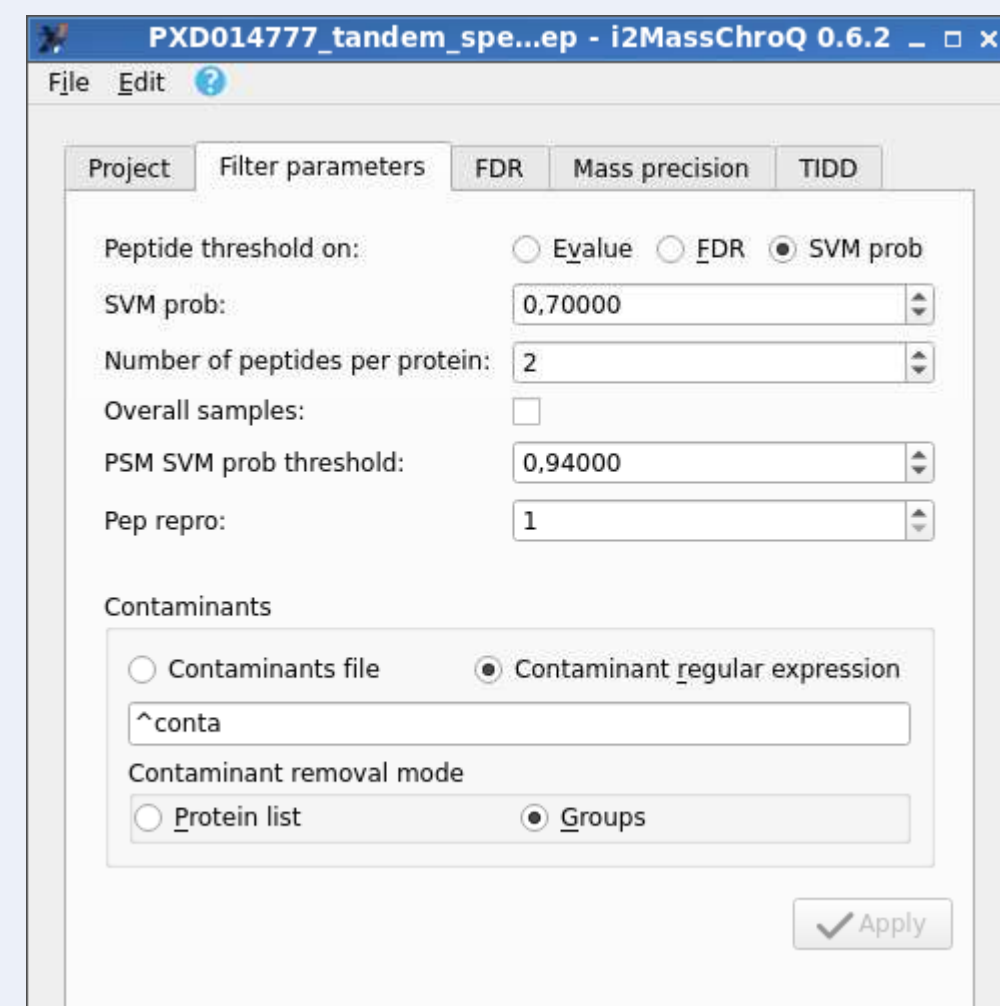 PXD014777_tandem_spe...ep - i2MassChroQ 0.6.2
File Edit ?
Project Filter parameters FDR Mass precision TIDD
Peptide threshold on: Evalue FDR SVM prob
SVM prob: 0,70000
Number of peptides per protein: 2
Overall samples:
PSM SVM prob threshold: 0,94000
Pep repro: 1
Contaminants
Contaminants file Contaminant regular expression
^conta
Contaminant removal mode
Protein list Groups
Apply